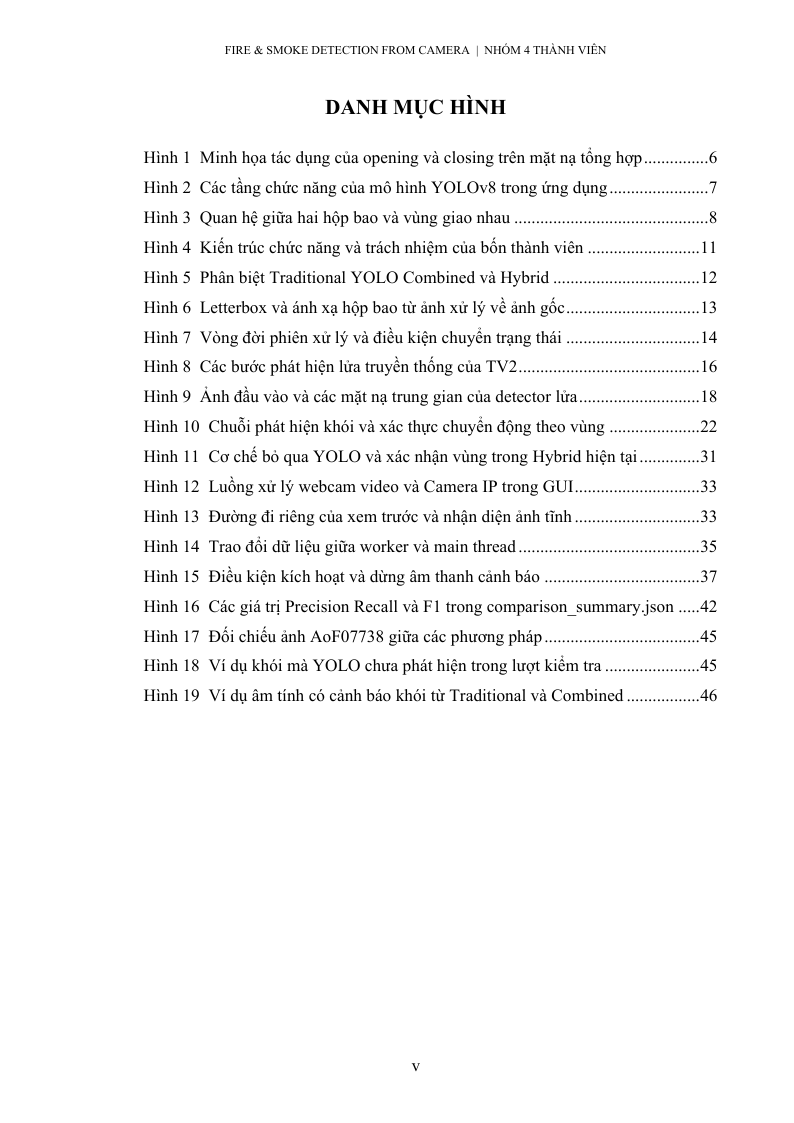 FIRE & SMOKE DETECTION FROM CAMERA | NHÓM 4 THÀNH VIÊN
DANH MỤC HÌNH
Hình 1 Minh họa tác dụng của opening và closing trên mặt nạ tổng hợp..............6
Hình 2 Các tầng chức năng của mô hình YOLOv8 trong ứng dụng......................7
Hình 3 Quan hệ giữa hai hộp bao và vùng giao nhau .............................................8
Hình 4 Kiến trúc chức năng và trách nhiệm của bốn thành viên ..........................11
Hình 5 Phân biệt Traditional YOLO Combined và Hybrid ..................................12
Hình 6 Letterbox và ánh xạ hộp bao từ ảnh xử lý về ảnh gốc...............................13
Hình 7 Vòng đời phiên xử lý và điều kiện chuyển trạng thái ...............................14
Hình 8 Các bước phát hiện lửa truyền thống của TV2..........................................16
Hình 9 Ảnh đầu vào và các mặt nạ trung gian của detector lửa............................18
Hình 10 Chuỗi phát hiện khói và xác thực chuyển động theo vùng .....................22
Hình 11 Cơ chế bỏ qua YOLO và xác nhận vùng trong Hybrid hiện tại..............31
Hình 12 Luồng xử lý webcam video và Camera IP trong GUI.............................33
Hình 13 Đường đi riêng của xem trước và nhận diện ảnh tĩnh.............................33
Hình 14 Trao đổi dữ liệu giữa worker và main thread..........................................35
Hình 15 Điều kiện kích hoạt và dừng âm thanh cảnh báo ....................................37
Hình 16 Các giá trị Precision Recall và F1 trong comparison_summary.json .....42
Hình 17 Đối chiếu ảnh AoF07738 giữa các phương pháp....................................45
Hình 18 Ví dụ khói mà YOLO chưa phát hiện trong lượt kiểm tra ......................45
Hình 19 Ví dụ âm tính có cảnh báo khói từ Traditional và Combined .................46
v